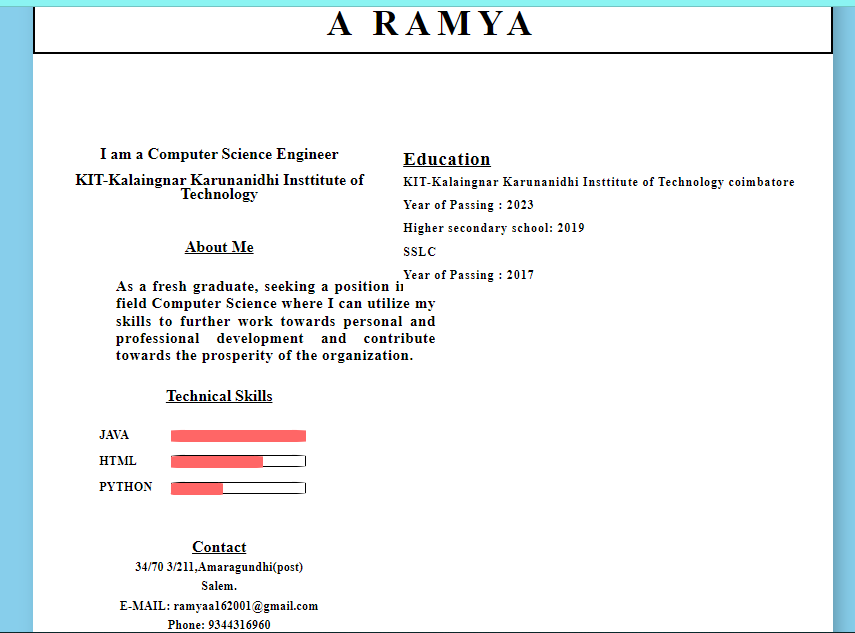 A RAMYA
I am a Computer Science Engineer
KIT-Kalaingnar Karunanidhi Insttitute of
Technology
About Me
As a fresh graduate, seeking a position
field Computer Science where I can utilize my
skills to further work towards personal and
professional development and contribute
towards the prosperity of the organization.
Technical Skills
JAVA
HTML
PYTHON
Contact
34/70 3/211,Amaragundhi(post)
Salem.
E-MAIL: ramyaa162001@gmail.com
Phone: 9344316960
Education
KIT-Kalaingnar Karunanidhi Insttitute of Technology coimbatore
Year of Passing : 2023
Higher secondary school: 2019
SSLC
Year of Passing : 2017